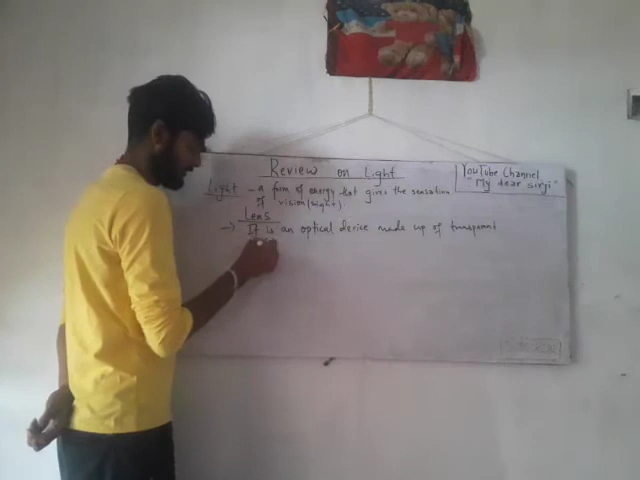 Review on Light
YouTube Channel
"My dear sirji"
Light - a form of energy that gives the sensation
of vision (sight).
Lens
→ It is an optical device made up of transparent